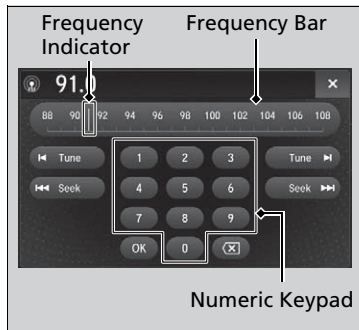 Frequency Indicator
Frequency Bar
91.0
×
88 90 92 94 96 98 100 102 104 106 108
Tune 1 2 3 Tune
Seek 4 5 6 Seek
7 8 9
OK 0
Numeric Keypad